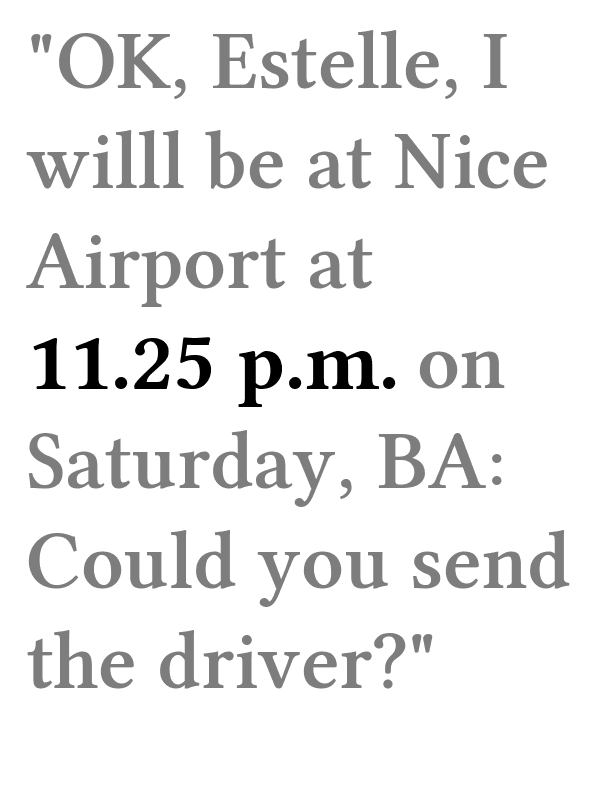 "OK, Estelle, I
willl be at Nice
Airport at
11.25 p.m. on
Saturday, BA:
Could you send
the driver?"